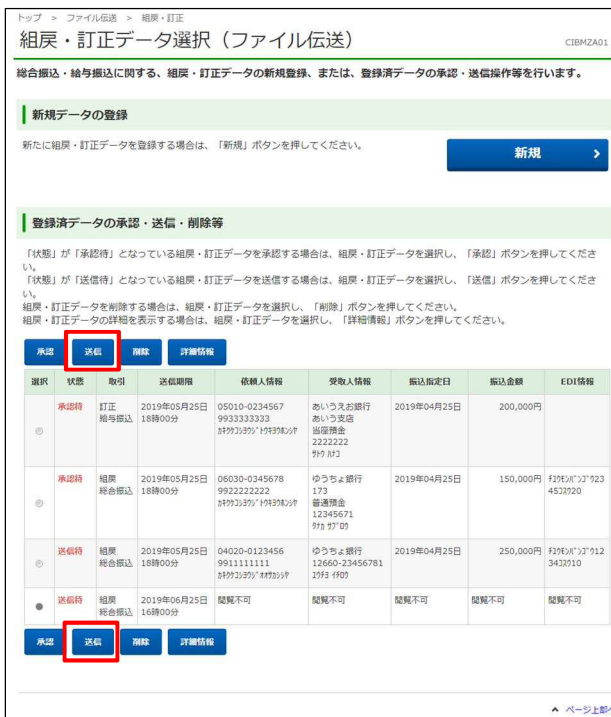 トップ > ファイル伝送 > 組戻・訂正
組戻・訂正データ選択（ファイル伝送）
CIBMZA01
総合振込・給与振込に関する、組戻・訂正データの新規登録、または、登録済データの承認・送信操作等を行います。
新規データの登録
新たに組戻・訂正データを登録する場合は、「新規」ボタンを押してください。
新規
登録済データの承認・送信・削除等
「状態」が「承認待」となっている組戻・訂正データを承認する場合は、組戻・訂正データを選択し、「承認」ボタンを押してくださ
い。
「状態」が「送信待」となっている組戻・訂正データを送信する場合は、組戻・訂正データを選択し、「送信」ボタンを押してくださ
い。
組戻・訂正データを削除する場合は、組戻・訂正データを選択し、「削除」ボタンを押してください。
組戻・訂正データの詳細を表示する場合は、組戻・訂正データを選択し、「詳細情報」ボタンを押してください。
承認 送信 削除 詳細情報
選択 状態 取引 送信期限 依頼人情報 受取人情報 振込指定日 振込金額 EDI情報
承認待 訂正 2019年05月25日 05010-0234567 あいうえお銀行 2019年04月25日 200,000円
給与振込 18時00分 9933333333 あいう支店
当座預金
2222222
ｻﾄｳ ﾊﾅｺ
承認待 組戻 2019年05月25日 06030-0345678 ゆうちょ銀行 2019年04月25日 150,000円
総合振込 18時00分 9922222222 173
普通預金
12345671
送信待 組戻 2019年05月25日 04020-0123456 ゆうちょ銀行 2019年04月25日 250,000円
総合振込 18時00分 9911111111 12660-23456781
送信待 組戻 2019年06月25日 閲覧不可 閲覧不可 閲覧不可 閲覧不可 閲覧不可
総合振込 16時00分
承認 送信 削除 詳細情報
ページ上部へ